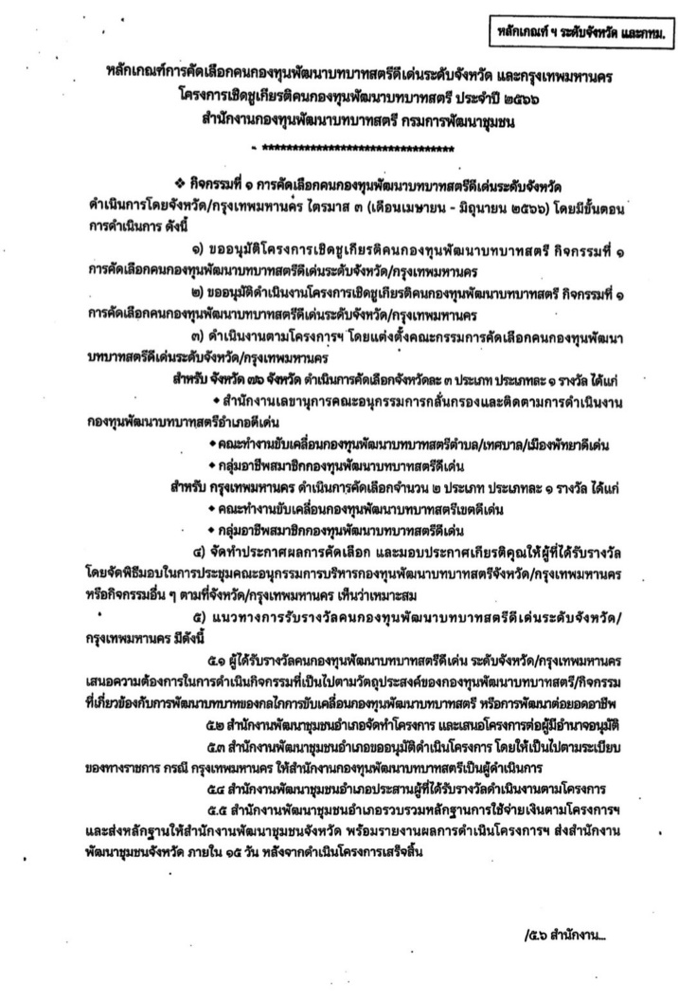 หลักเกณฑ์ ฯ ระดับจังหวัด และกทม.
หลักเกณฑ์การคัดเลือกคนกองทุนพัฒนาบทบาทสตรีดีเด่นระดับจังหวัด และกรุงเทพมหานคร
โครงการเชิดชูเกียรติคนกองทุนพัฒนาบทบาทสตรี ประจำปี ๒๕๖๖
สำนักงานกองทุนพัฒนาบทบาทสตรี กรมการพัฒนาชุมชน
- ********************************
❖ กิจกรรมที่ ๑ การคัดเลือกคนกองทุนพัฒนาบทบาทสตรีดีเด่นระดับจังหวัด
ดำเนินการโดยจังหวัด/กรุงเทพมหานคร ไตรมาส ๓ (เดือนเมษายน - มิถุนายน ๒๕๖๖) โดยมีขั้นตอน
การดำเนินการ ดังนี้
๑) ขออนุมัติโครงการเชิดชูเกียรติคนกองทุนพัฒนาบทบาทสตรี กิจกรรมที่ ๑
การคัดเลือกคนกองทุนพัฒนาบทบาทสตรีดีเด่นระดับจังหวัด/กรุงเทพมหานคร
๒) ขออนุมัติดำเนินงานโครงการเชิดชูเกียรติคนกองทุนพัฒนาบทบาทสตรี กิจกรรมที่ ๑
การคัดเลือกคนกองทุนพัฒนาบทบาทสตรีดีเด่นระดับจังหวัด/กรุงเทพมหานคร
๓) ดำเนินงานตามโครงการฯ โดยแต่งตั้งคณะกรรมการคัดเลือกคนกองทุนพัฒนา
บทบาทสตรีดีเด่นระดับจังหวัด/กรุงเทพมหานคร
สำหรับ จังหวัด ๗๖ จังหวัด ดำเนินการคัดเลือกจังหวัดละ ๓ ประเภท ประเภทละ ๑ รางวัล ได้แก่
♦ สำนักงานเลขานุการคณะอนุกรรมการกลั่นกรองและติดตามการดำเนินงาน
กองทุนพัฒนาบทบาทสตรีอำเภอดีเด่น
♦ คณะทำงานขับเคลื่อนกองทุนพัฒนาบทบาทสตรีตำบล/เทศบาล/เมืองพัทยาดีเด่น
♦ กลุ่มอาชีพสมาชิกกองทุนพัฒนาบทบาทสตรีดีเด่น
สำหรับ กรุงเทพมหานคร ดำเนินการคัดเลือกจำนวน ๒ ประเภท ประเภทละ ๑ รางวัล ได้แก่
♦ คณะทำงานขับเคลื่อนกองทุนพัฒนาบทบาทสตรีเขตดีเด่น
♦ กลุ่มอาชีพสมาชิกกองทุนพัฒนาบทบาทสตรีดีเด่น
๔) จัดทำประกาศผลการคัดเลือก และมอบประกาศเกียรติคุณให้ผู้ที่ได้รับรางวัล
โดยจัดพิธีมอบในการประชุมคณะอนุกรรมการบริหารกองทุนพัฒนาบทบาทสตรีจังหวัด/กรุงเทพมหานคร
หรือกิจกรรมอื่น ๆ ตามที่จังหวัด/กรุงเทพมหานคร เห็นว่าเหมาะสม
๕) แนวทางการรับรางวัลคนกองทุนพัฒนาบทบาทสตรีดีเด่นระดับจังหวัด/
กรุงเทพมหานคร มีดังนี้
๕.๑ ผู้ได้รับรางวัลคนกองทุนพัฒนาบทบาทสตรีดีเด่น ระดับจังหวัด/กรุงเทพมหานคร
เสนอความต้องการในการดำเนินกิจกรรมที่เป็นไปตามวัตถุประสงค์ของกองทุนพัฒนาบทบาทสตรี/กิจกรรม
ที่เกี่ยวข้องกับการพัฒนาบทบาทของกลไกการขับเคลื่อนกองทุนพัฒนาบทบาทสตรี หรือการพัฒนาต่อยอดอาชีพ
๕.๒ สำนักงานพัฒนาชุมชนอำเภอจัดทำโครงการ และเสนอโครงการต่อผู้มีอำนาจอนุมัติ
๕.๓ สำนักงานพัฒนาชุมชนอำเภอขออนุมัติดำเนินโครงการ โดยให้เป็นไปตามระเบียบ
ของทางราชการ กรณี กรุงเทพมหานคร ให้สำนักงานกองทุนพัฒนาบทบาทสตรีเป็นผู้ดำเนินการ
๕.๔ สำนักงานพัฒนาชุมชนอำเภอประสานผู้ที่ได้รับรางวัลดำเนินงานตามโครงการ
๕.๕ สำนักงานพัฒนาชุมชนอำเภอรวบรวมหลักฐานการใช้จ่ายเงินตามโครงการฯ
และส่งหลักฐานให้สำนักงานพัฒนาชุมชนจังหวัด พร้อมรายงานผลการดำเนินโครงการฯ ส่งสำนักงาน
พัฒนาชุมชนจังหวัด ภายใน ๑๕ วัน หลังจากดำเนินโครงการเสร็จสิ้น
/๕.๖ สำนักงาน...